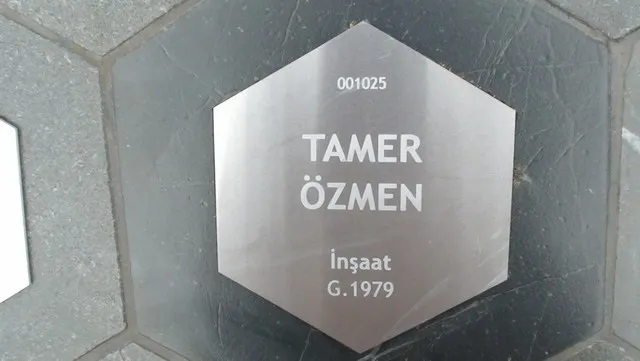 001025
TAMER
ÖZMEN
İnşaat
G.1979